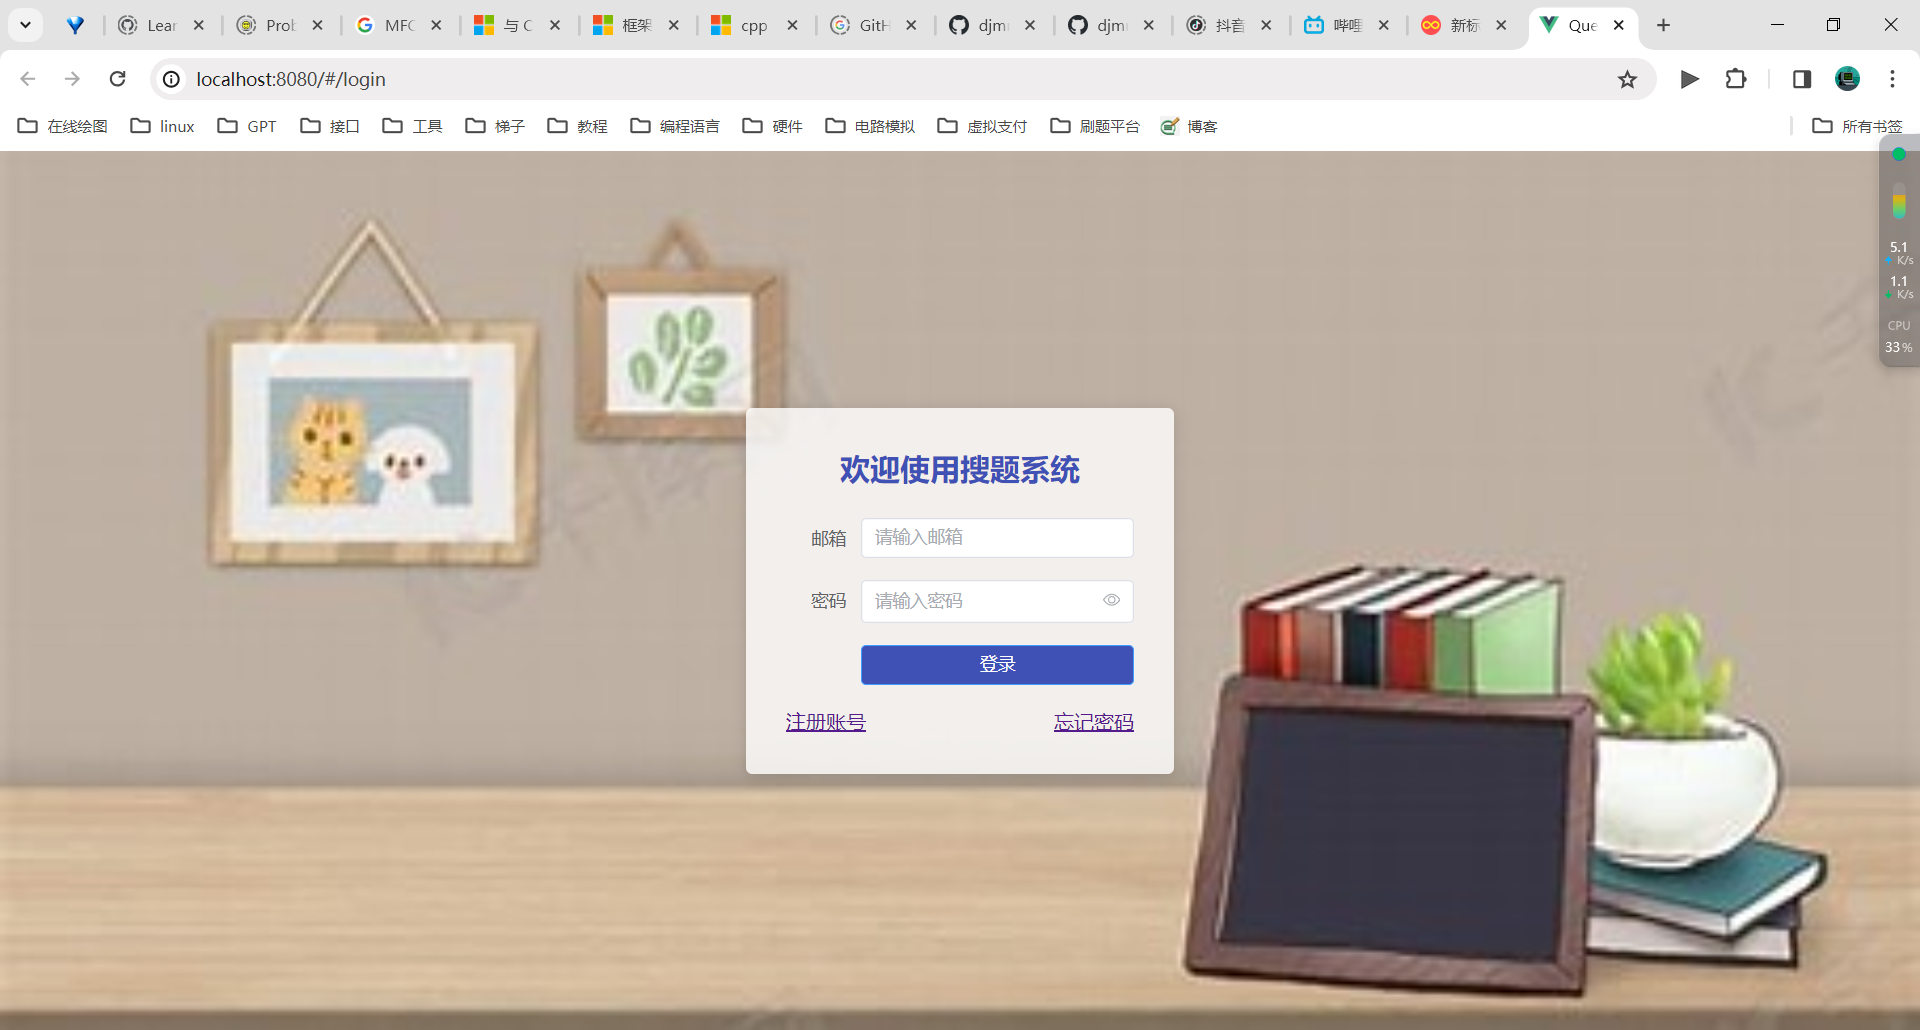 Lear
Prob
MFC
与 C
框架
cpp
GitH
djm
djm
抖音
哔哩
新标
Que
localhost:8080/#/login
在线绘图
linux
GPT
接口
工具
梯子
教程
编程语言
硬件
电路模拟
虚拟支付
刷题平台
博客
所有书签
5.1
K/s
1.1
K/s
CPU
33%
欢迎使用搜题系统
邮箱 请输入邮箱
密码 请输入密码
登录
注册账号 忘记密码